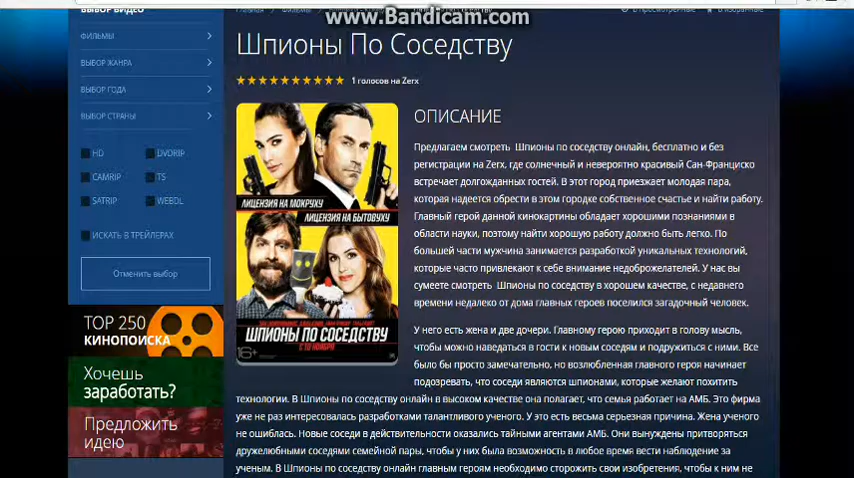 www.Bandicam.com
ВЫБОР ВИДЕО
ФИЛЬМЫ
ВЫБОР ЖАНРА
ВЫБОР ГОДА
ВЫБОР СТРАНЫ
HD
DVDRIP
CAMRIP
TS
SATRIP
WEBDL
ИСКАТЬ В ТРЕЙЛЕРАХ
Отменить выбор
TOP 250
КИНОПОИСКА
Хочешь
заработать?
Предложить
идею
Шпионы По Соседству
1 голосов на Zerx
ЛИЦЕНЗИЯ НА МОКРУХУ
ЛИЦЕНЗИЯ НА БЫТОВУХУ
ШПИОНЫ ПО СОСЕДСТВУ
С 10 НОЯБРЯ
16+
ОПИСАНИЕ
Предлагаем смотреть Шпионы по соседству онлайн, бесплатно и без
регистрации на Zerx, где солнечный и невероятно красивый Сан-Франциско
встречает долгожданных гостей. В этот город приезжает молодая пара,
которая надеется обрести в этом городке собственное счастье и найти работу.
Главный герой данной кинокартины обладает хорошими познаниями в
области науки, поэтому найти хорошую работу должно быть легко. По
большей части мужчина занимается разработкой уникальных технологий,
которые часто привлекают к себе внимание недоброжелателей. У нас вы
сумеете смотреть Шпионы по соседству в хорошем качестве, с недавнего
времени недалеко от дома главных героев поселился загадочный человек.
У него есть жена и две дочери. Главному герою приходит в голову мысль,
чтобы можно наведаться в гости к новым соседям и подружиться с ними. Все
было бы просто замечательно, но возлюбленная главного героя начинает
подозревать, что соседи являются шпионами, которые желают похитить
технологии. В Шпионы по соседству онлайн в высоком качестве она полагает, что семья работает на АМБ. Это фирма
уже не раз интересовалась разработками талантливого ученого. У это есть весьма серьезная причина. Жена ученого
не ошиблась. Новые соседи в действительности оказались тайными агентами АМБ. Они вынуждены притворяться
дружелюбными соседями семейной пары, чтобы у них была возможность в любое время вести наблюдение за
ученым. В Шпионы по соседству онлайн главным героям необходимо сторожить свои изобретения, чтобы к ним не